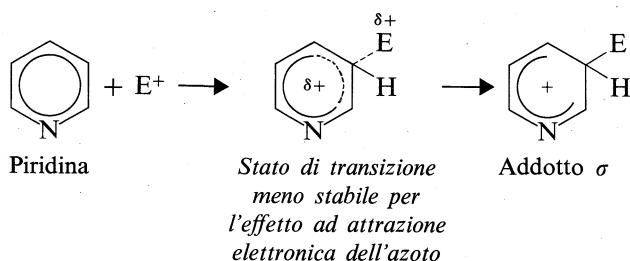 δ+
E
+ E⁺
δ+
H
E
+
H
N
N
N
Piridina
Stato di transizione
meno stabile per
l'effetto ad attrazione
elettronica dell'azoto
Addotto σ